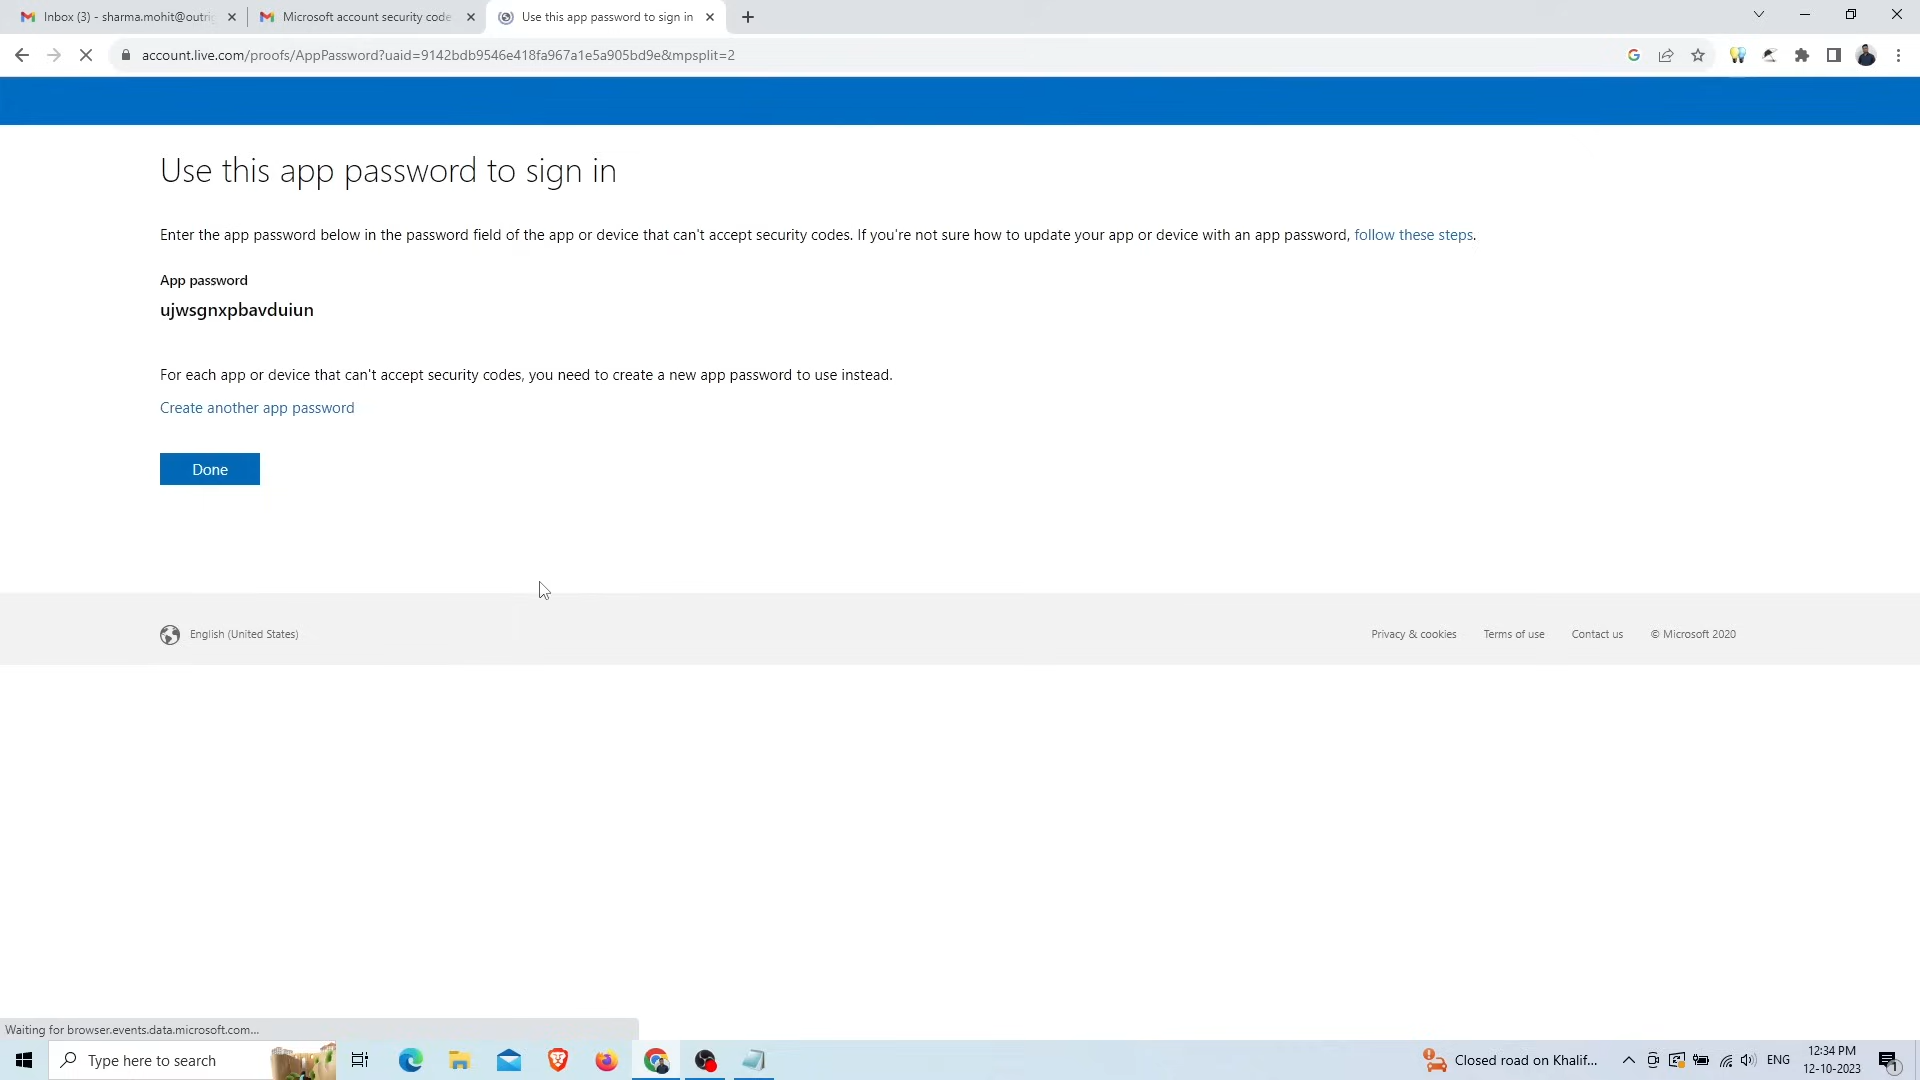 Inbox (3) - sharma.mohit@outri
Microsoft account security code
Use this app password to sign in
account.live.com/proofs/AppPassword?uaid=9142bdb9546e418fa967a1e5a905bd9e&mpsplit=2
Use this app password to sign in
Enter the app password below in the password field of the app or device that can't accept security codes. If you're not sure how to update your app or device with an app password, follow these steps.
App password
ujwsgnxpbavduiun
For each app or device that can't accept security codes, you need to create a new app password to use instead.
Create another app password
Done
English (United States)
Privacy & cookies
Terms of use
Contact us
© Microsoft 2020
Waiting for browser.events.data.microsoft.com...
Type here to search
Closed road on Khalif...
ENG
12:34 PM
12-10-2023
1